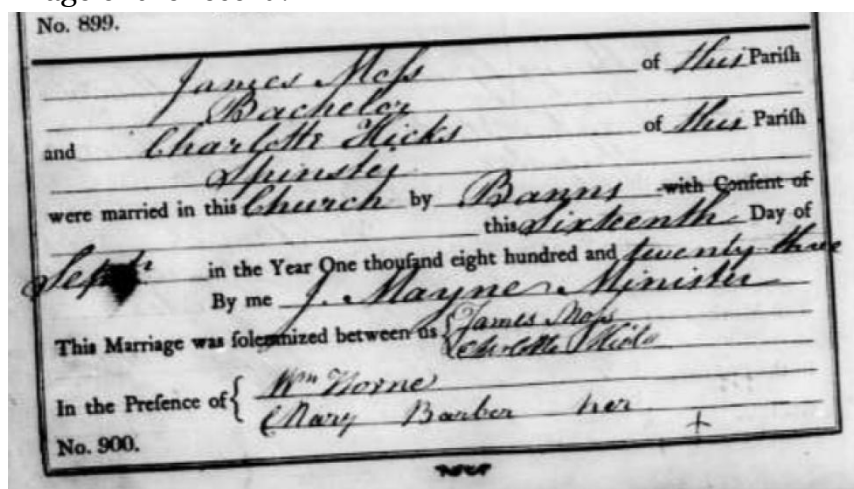 No. 899.
James Moss of this Parish
Bachelor
and Charlotte Hicks of this Parish
Spinster
were married in this Church by Banns with Consent of
this Sixteenth Day of
Septr in the Year One thousand eight hundred and twenty three
By me J. Mayne Minister
This Marriage was solemnized between us { James Moss
Charlotte Hicks
In the Presence of { Wm Horne
Mary Barber her +
No. 900.